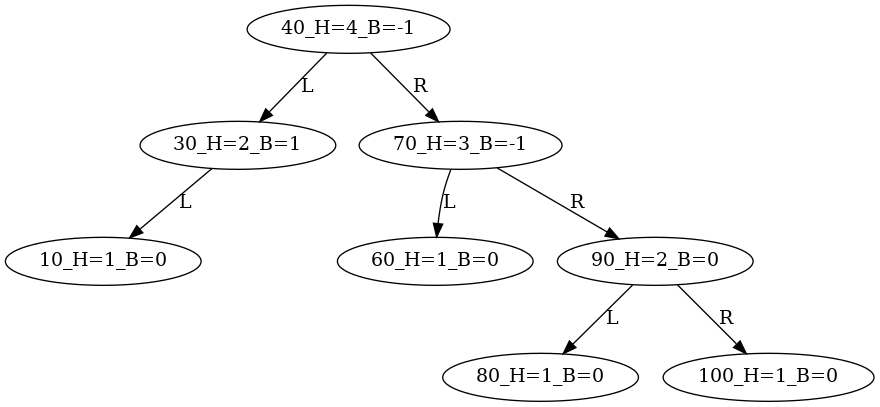 40_H=4_B=-1
L
R
30_H=2_B=1
70_H=3_B=-1
L
L
R
10_H=1_B=0
60_H=1_B=0
90_H=2_B=0
L
R
80_H=1_B=0
100_H=1_B=0